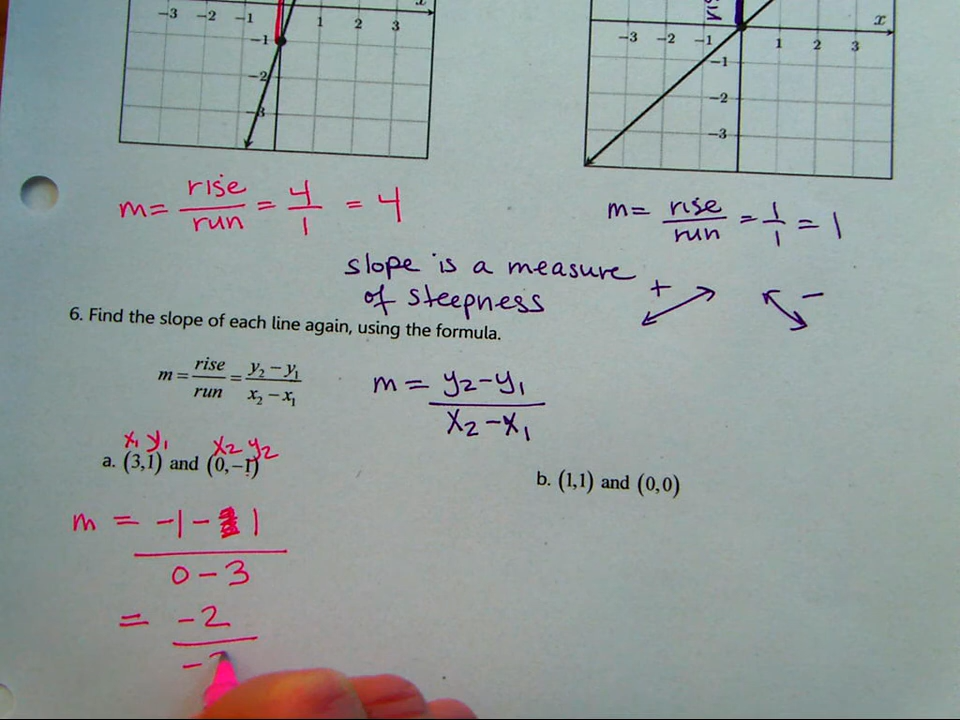 -3 -2 -1 1 2 3 x
-1
-2
-3
-3 -2 -1 1 2 3 x
-1
-2
-3
m= rise/run = 4/1 = 4
m= rise/run = 1/1 = 1
slope is a measure
of steepness
+ −
6. Find the slope of each line again, using the formula.
m = rise/run = y₂ − y₁/x₂ − x₁
m = y₂−y₁/x₂−x₁
x₁ y₁ x₂ y₂
a. (3,1) and (0,−1)
b. (1,1) and (0,0)
m = -1 - 1
0 - 3
= -2
-